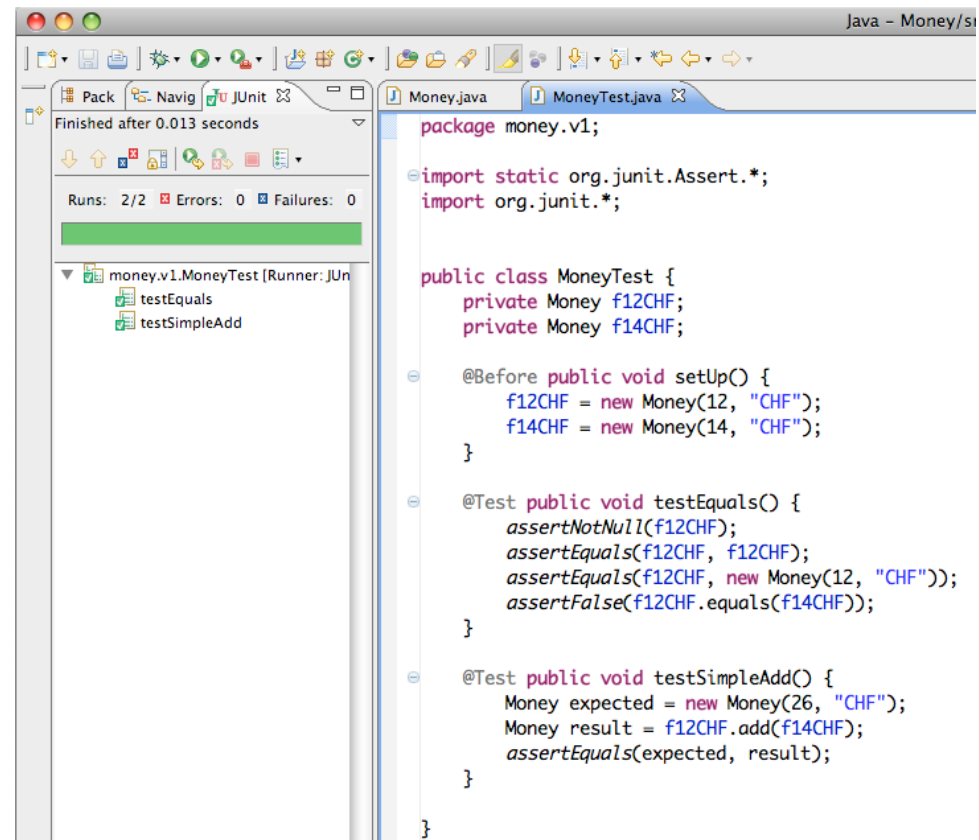 Java – Money/sr
Pack Navig JUnit
Finished after 0.013 seconds
Runs: 2/2 Errors: 0 Failures: 0
money.v1.MoneyTest [Runner: JUn
testEquals
testSimpleAdd
Money.java MoneyTest.java
package money.v1;
import static org.junit.Assert.*;
import org.junit.*;
public class MoneyTest {
private Money f12CHF;
private Money f14CHF;
@Before public void setUp() {
f12CHF = new Money(12, "CHF");
f14CHF = new Money(14, "CHF");
}
@Test public void testEquals() {
assertNotNull(f12CHF);
assertEquals(f12CHF, f12CHF);
assertEquals(f12CHF, new Money(12, "CHF"));
assertFalse(f12CHF.equals(f14CHF));
}
@Test public void testSimpleAdd() {
Money expected = new Money(26, "CHF");
Money result = f12CHF.add(f14CHF);
assertEquals(expected, result);
}
}